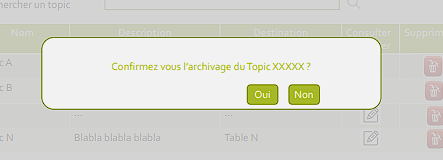 hercher un topic
Nom Description Destination Consulter Supprim
er
c A
Confirmez vous l'archivage du Topic XXXXX ?
c B
Oui Non
... ...
c N Blabla blabla blabla Table N